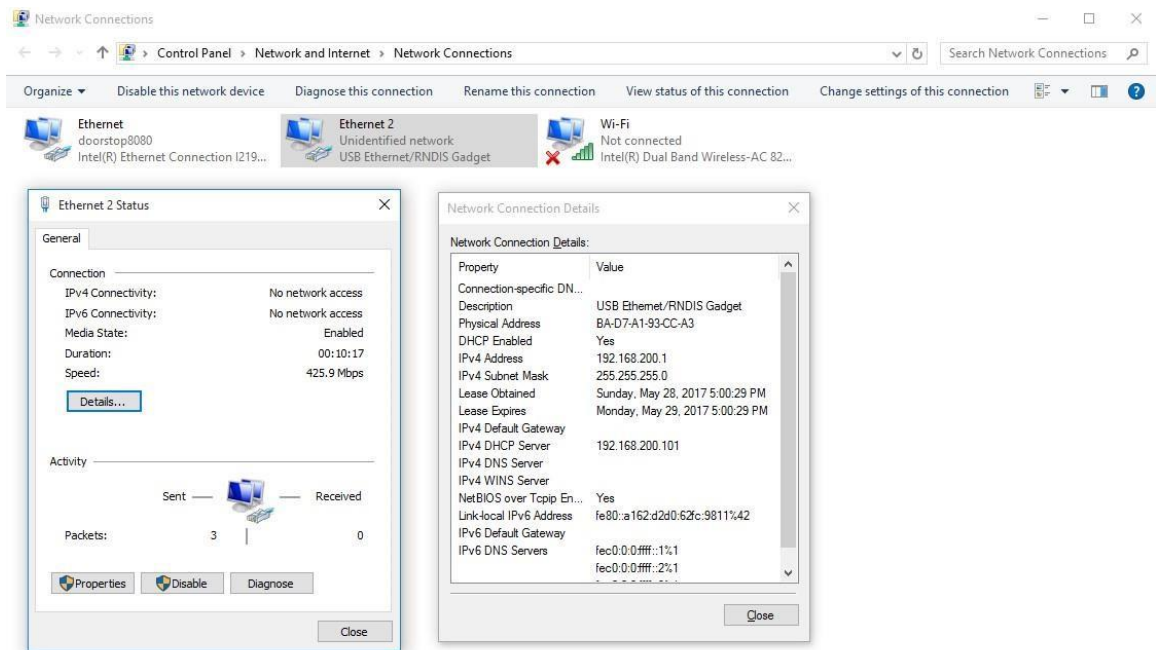 Network Connections
Control Panel > Network and Internet > Network Connections
Search Network Connections
Organize Disable this network device Diagnose this connection Rename this connection View status of this connection Change settings of this connection
Ethernet
doorstop8080
Intel(R) Ethernet Connection I219...
Ethernet 2
Unidentified network
USB Ethernet/RNDIS Gadget
Wi-Fi
Not connected
Intel(R) Dual Band Wireless-AC 82...
Ethernet 2 Status
General
Connection
IPv4 Connectivity: No network access
IPv6 Connectivity: No network access
Media State: Enabled
Duration: 00:10:17
Speed: 425.9 Mbps
Details...
Activity
Sent Received
Packets: 3 0
Properties Disable Diagnose
Close
Network Connection Details
Network Connection Details:
Property Value
Connection-specific DN...
Description USB Ethernet/RNDIS Gadget
Physical Address BA-D7-A1-93-CC-A3
DHCP Enabled Yes
IPv4 Address 192.168.200.1
IPv4 Subnet Mask 255.255.255.0
Lease Obtained Sunday, May 28, 2017 5:00:29 PM
Lease Expires Monday, May 29, 2017 5:00:29 PM
IPv4 Default Gateway
IPv4 DHCP Server 192.168.200.101
IPv4 DNS Server
IPv4 WINS Server
NetBIOS over Tcpip En... Yes
Link-local IPv6 Address fe80::a162:d2d0:62fc:9811%42
IPv6 Default Gateway
IPv6 DNS Servers fec0:0:0:ffff::1%1
fec0:0:0:ffff::2%1
Close